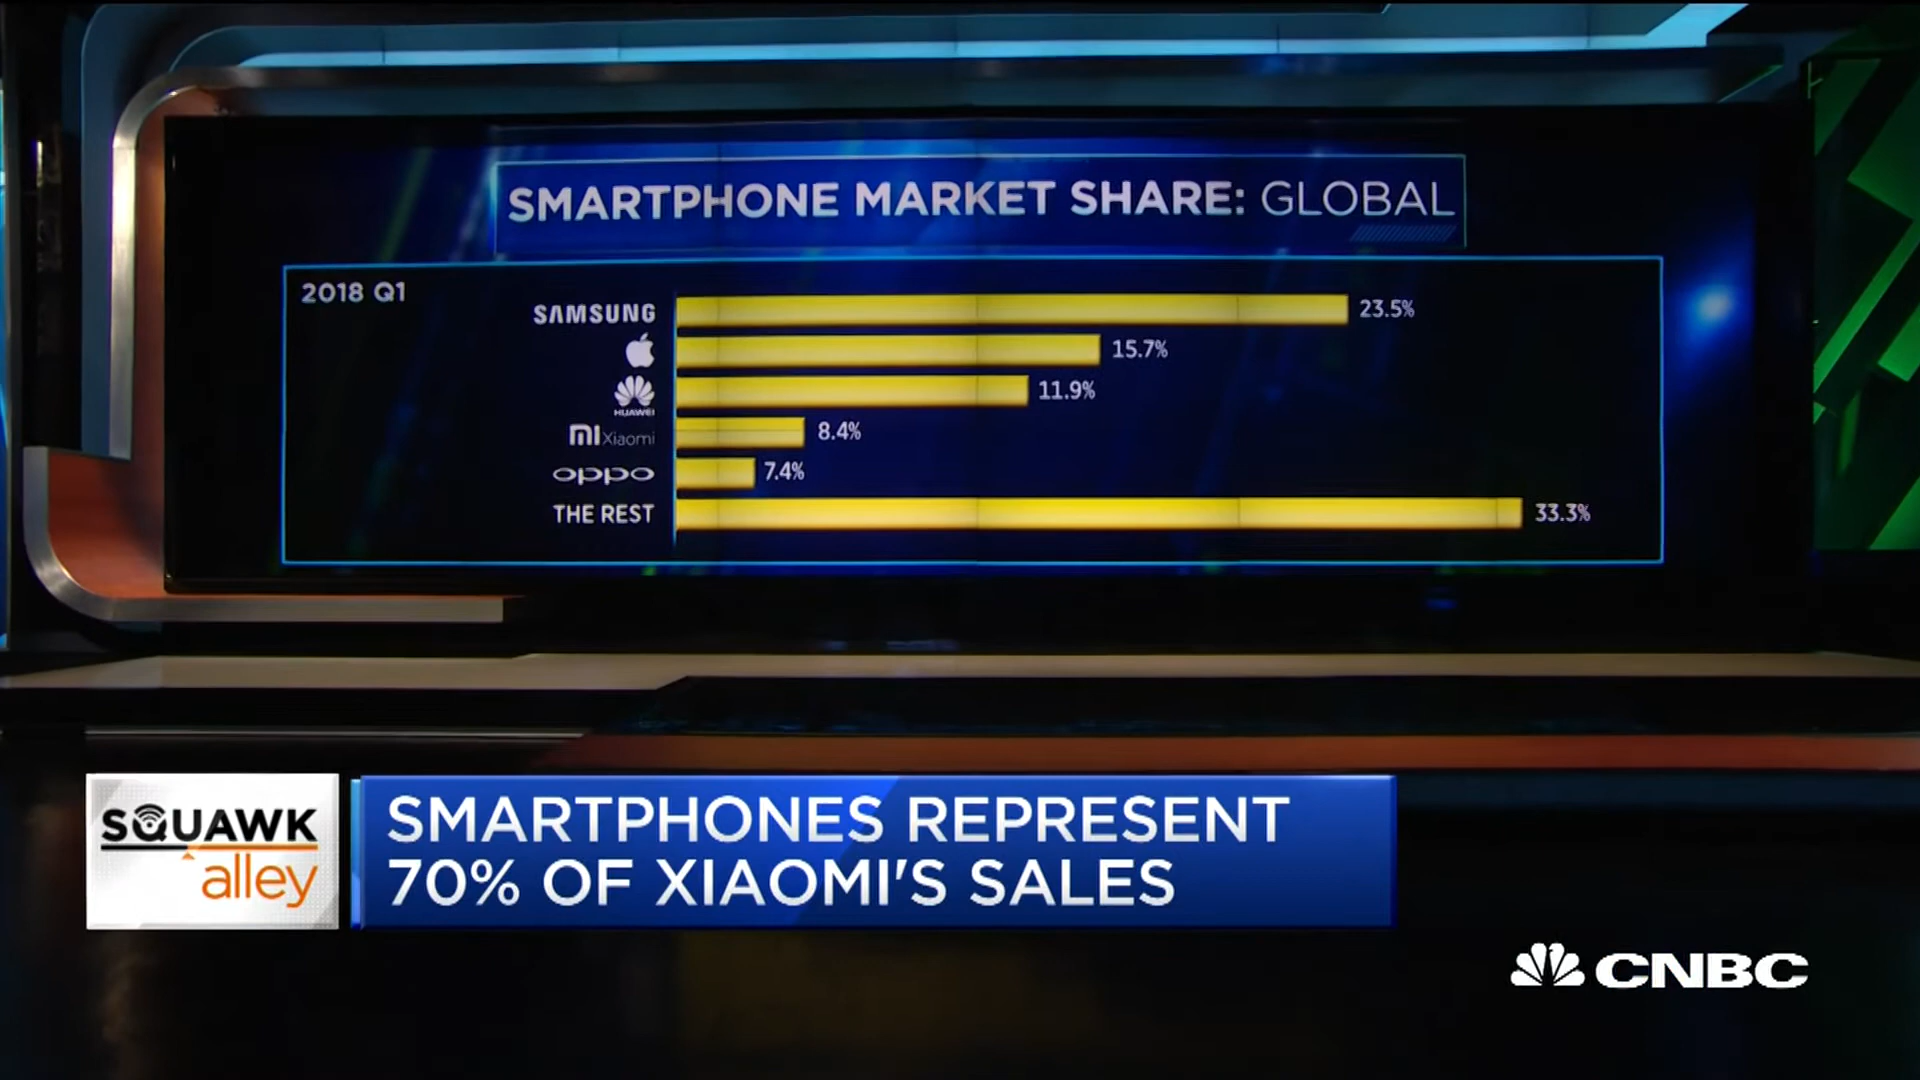 SMARTPHONE MARKET SHARE: GLOBAL
2018 Q1
SAMSUNG 23.5%
15.7%
HUAWEI 11.9%
MI Xiaomi 8.4%
oppo 7.4%
THE REST 33.3%
SQUAWK
alley
SMARTPHONES REPRESENT
70% OF XIAOMI'S SALES
CNBC